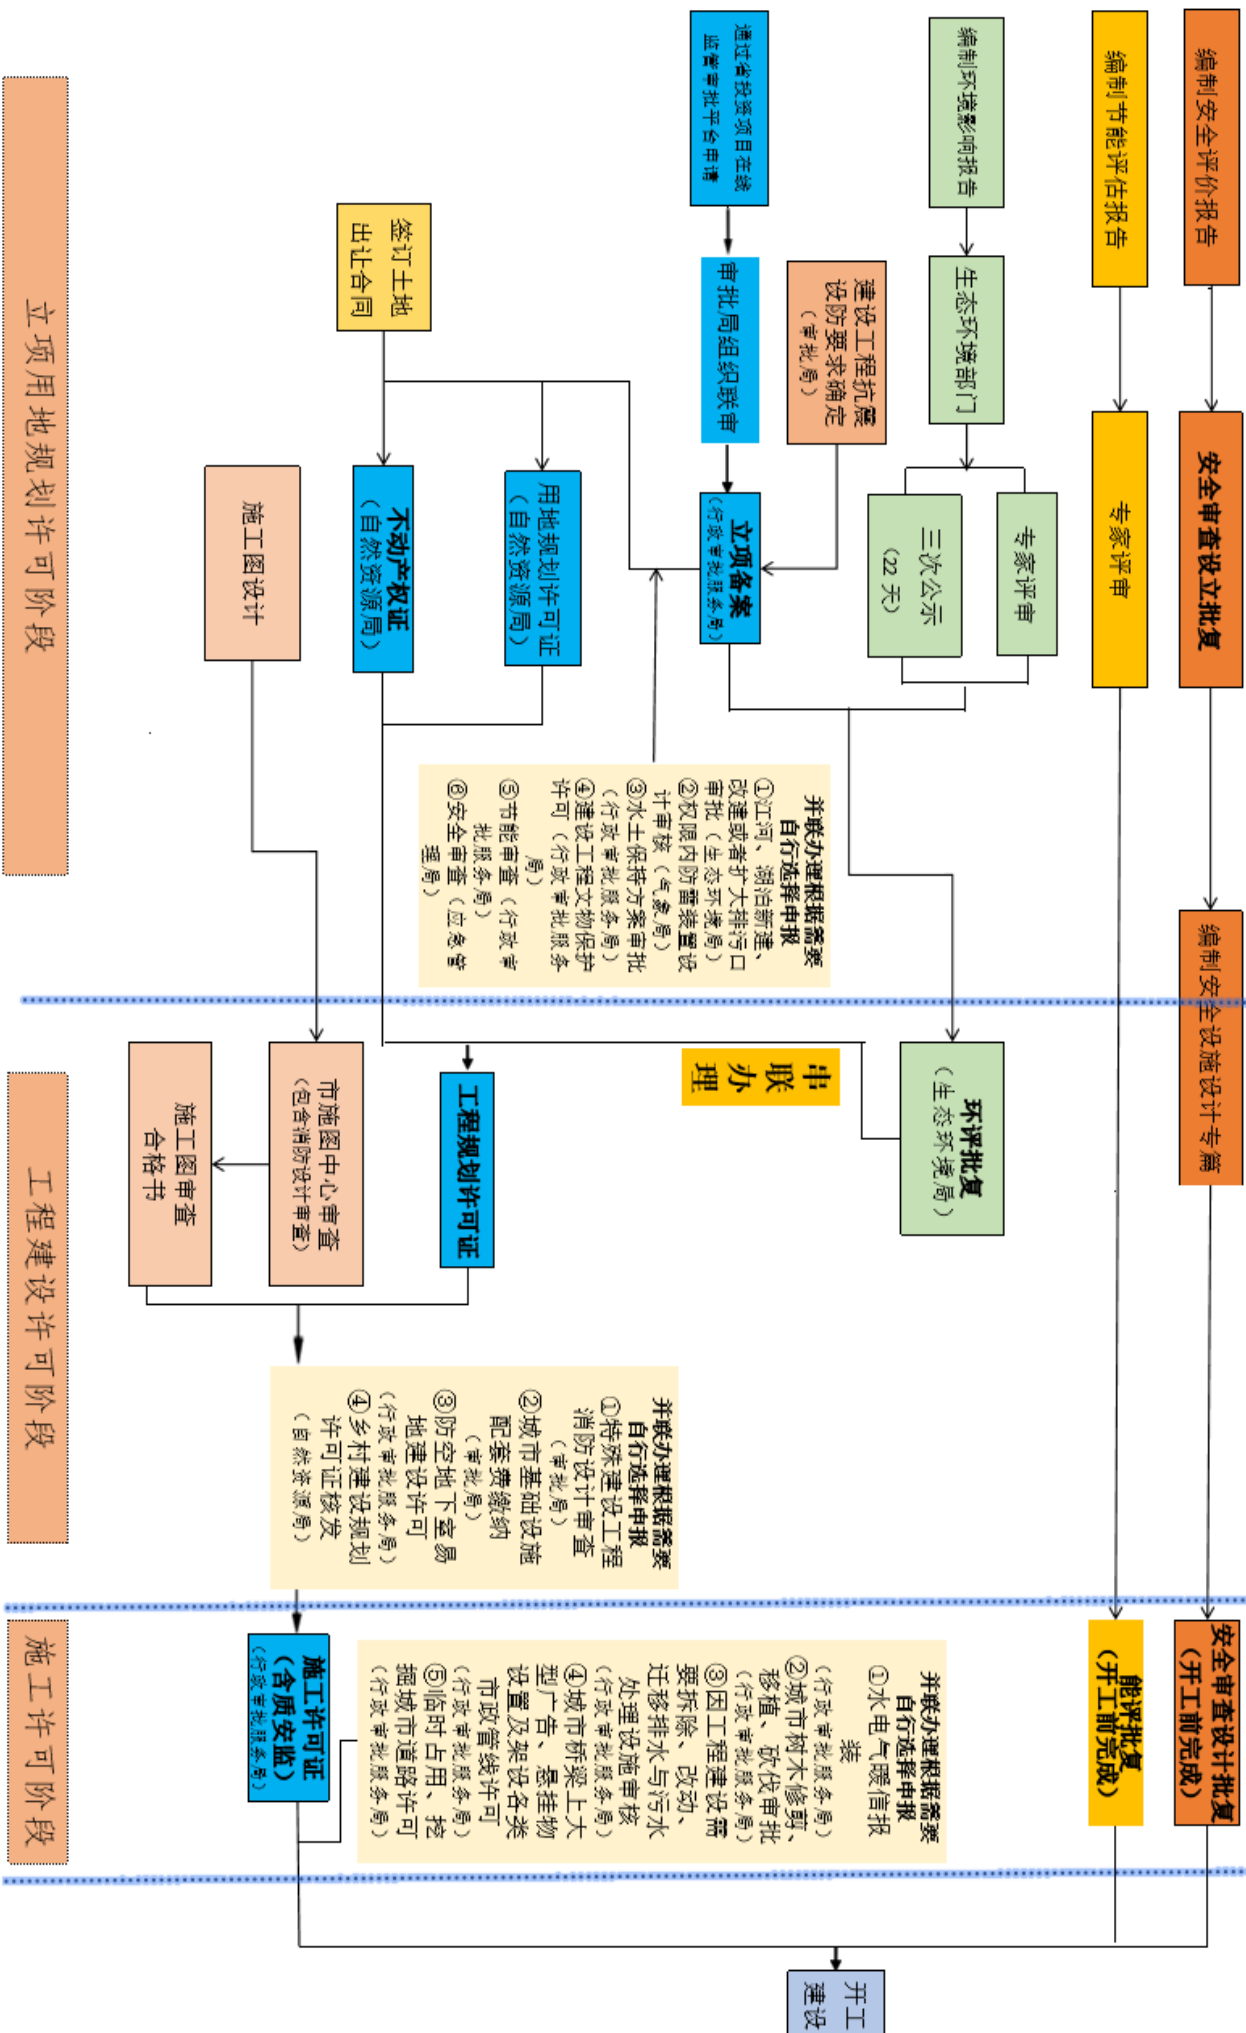 编制安全评价报告
安全审查设立批复
编制安全设施设计专篇
安全审查设计批复
（开工前完成）
编制节能评估报告
专家评审
能评批复
（开工前完成）
编制环境影响报告
生态环境部门
专家评审
三次公示
（22 天）
环评批复
（生态环境局）
建设工程抗震
设防要求确定
（审批局）
通过省投资项目在线
监管审批平台申请
审批局组织联审
立项备案
（行政审批服务局）
并联办理根据需要
自行选择申报
①江河、湖泊新建、
改建或者扩大排污口
审批（生态环境局）
②权限内防雷装置设
计审核（气象局）
③水土保持方案审批
（行政审批服务局）
④建设工程文物保护
许可（行政审批服务
局）
⑤节能审查（行政审
批服务局）
⑥安全审查（应急管
理局）
串
联
办
理
签订土地
出让合同
用地规划许可证
（自然资源局）
不动产权证
（自然资源局）
工程规划许可证
施工图设计
市施图中心审查
（包含消防设计审查）
施工图审查
合格书
并联办理根据需要
自行选择申报
①特殊建设工程
消防设计审查
（审批局）
②城市基础设施
配套费缴纳
（审批局）
③防空地下室易
地建设许可
（行政审批服务局）
④乡村建设规划
许可证核发
（自然资源局）
并联办理根据需要
自行选择申报
①水电气暖信报
装
（行政审批服务局）
②城市树木修剪、
移植、砍伐审批
（行政审批服务局）
③因工程建设需
要拆除、改动、
迁移排水与污水
处理设施审核
（行政审批服务局）
④城市桥梁上大
型广告、悬挂物
设置及架设各类
市政管线许可
（行政审批服务局）
⑤临时占用、挖
掘城市道路许可
（行政审批服务局）
施工许可证
（含质安监）
（行政审批服务局）
开工
建设
立项用地规划许可阶段
工程建设许可阶段
施工许可阶段